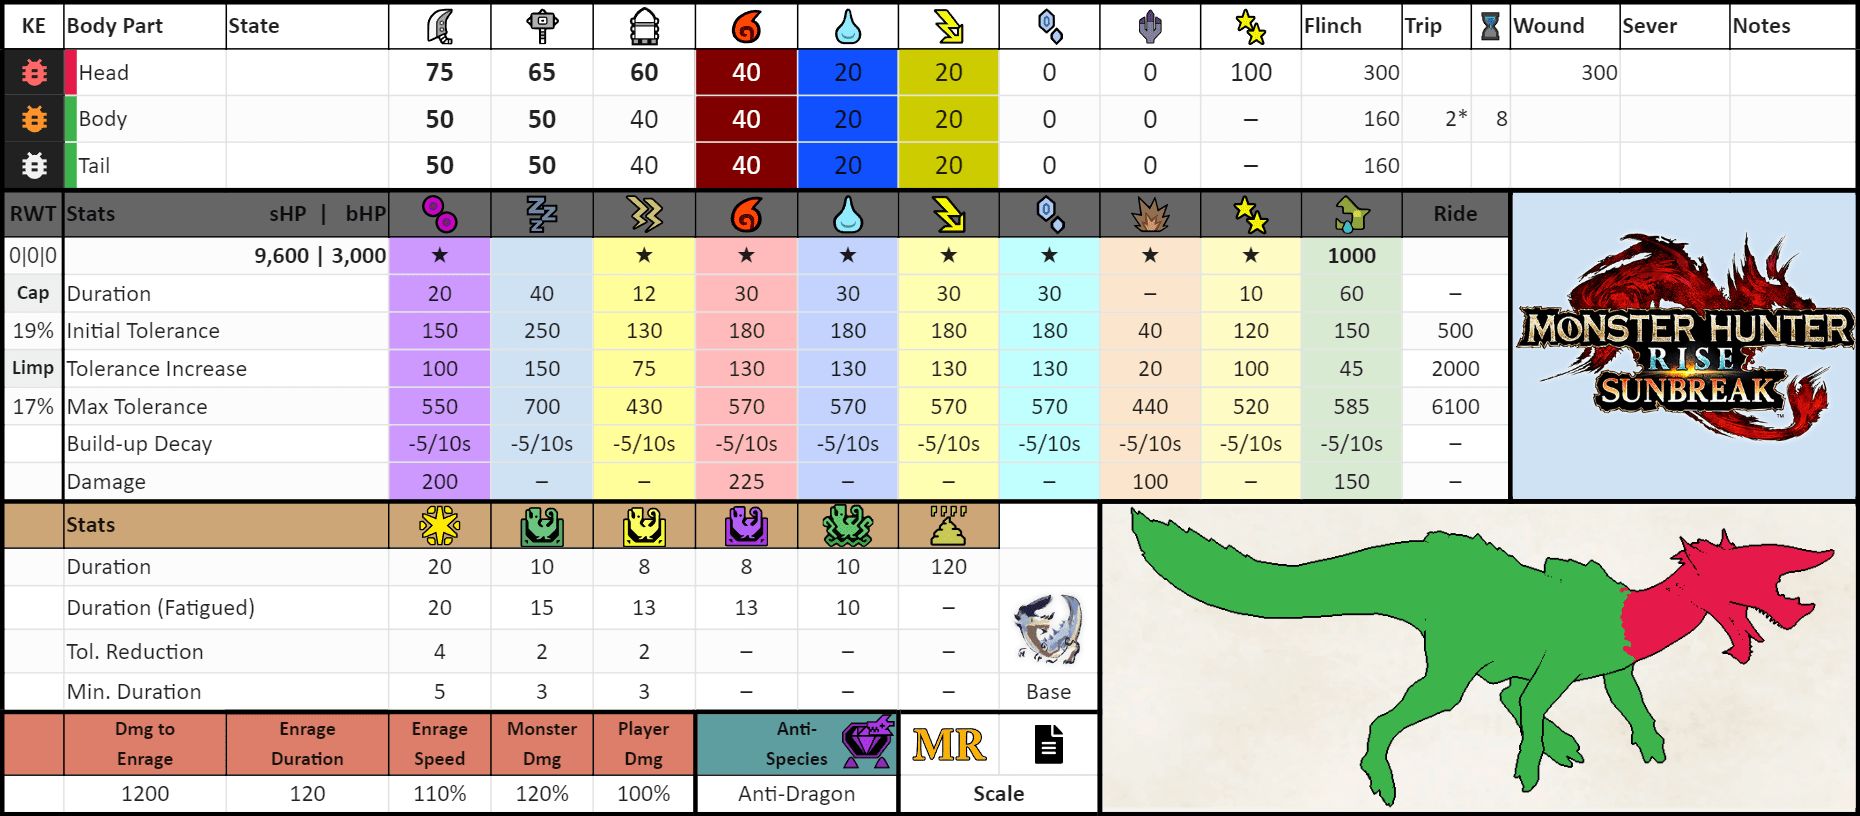 KE Body Part State Flinch Trip Wound Sever Notes
Head 75 65 60 40 20 20 0 0 100 300 300
Body 50 50 40 40 20 20 0 0 – 160 2* 8
Tail 50 50 40 40 20 20 0 0 – 160
RWT Stats sHP | bHP Ride
0|0|0 9,600 | 3,000 ★ ★ ★ ★ ★ ★ ★ ★ 1000
Cap Duration 20 40 12 30 30 30 30 – 10 60 –
19% Initial Tolerance 150 250 130 180 180 180 180 40 120 150 500
Limp Tolerance Increase 100 150 75 130 130 130 130 20 100 45 2000
17% Max Tolerance 550 700 430 570 570 570 570 440 520 585 6100
Build-up Decay -5/10s -5/10s -5/10s -5/10s -5/10s -5/10s -5/10s -5/10s -5/10s -5/10s –
Damage 200 – – 225 – – – 100 – 150 –
MONSTER HUNTER
RISE
SUNBREAK
™
Stats
Duration 20 10 8 8 10 120
Duration (Fatigued) 20 15 13 13 10 –
Tol. Reduction 4 2 2 – – –
Min. Duration 5 3 3 – – – Base
Dmg to Enrage Enrage Duration Enrage Speed Monster Dmg Player Dmg Anti-Species MR
1200 120 110% 120% 100% Anti-Dragon Scale